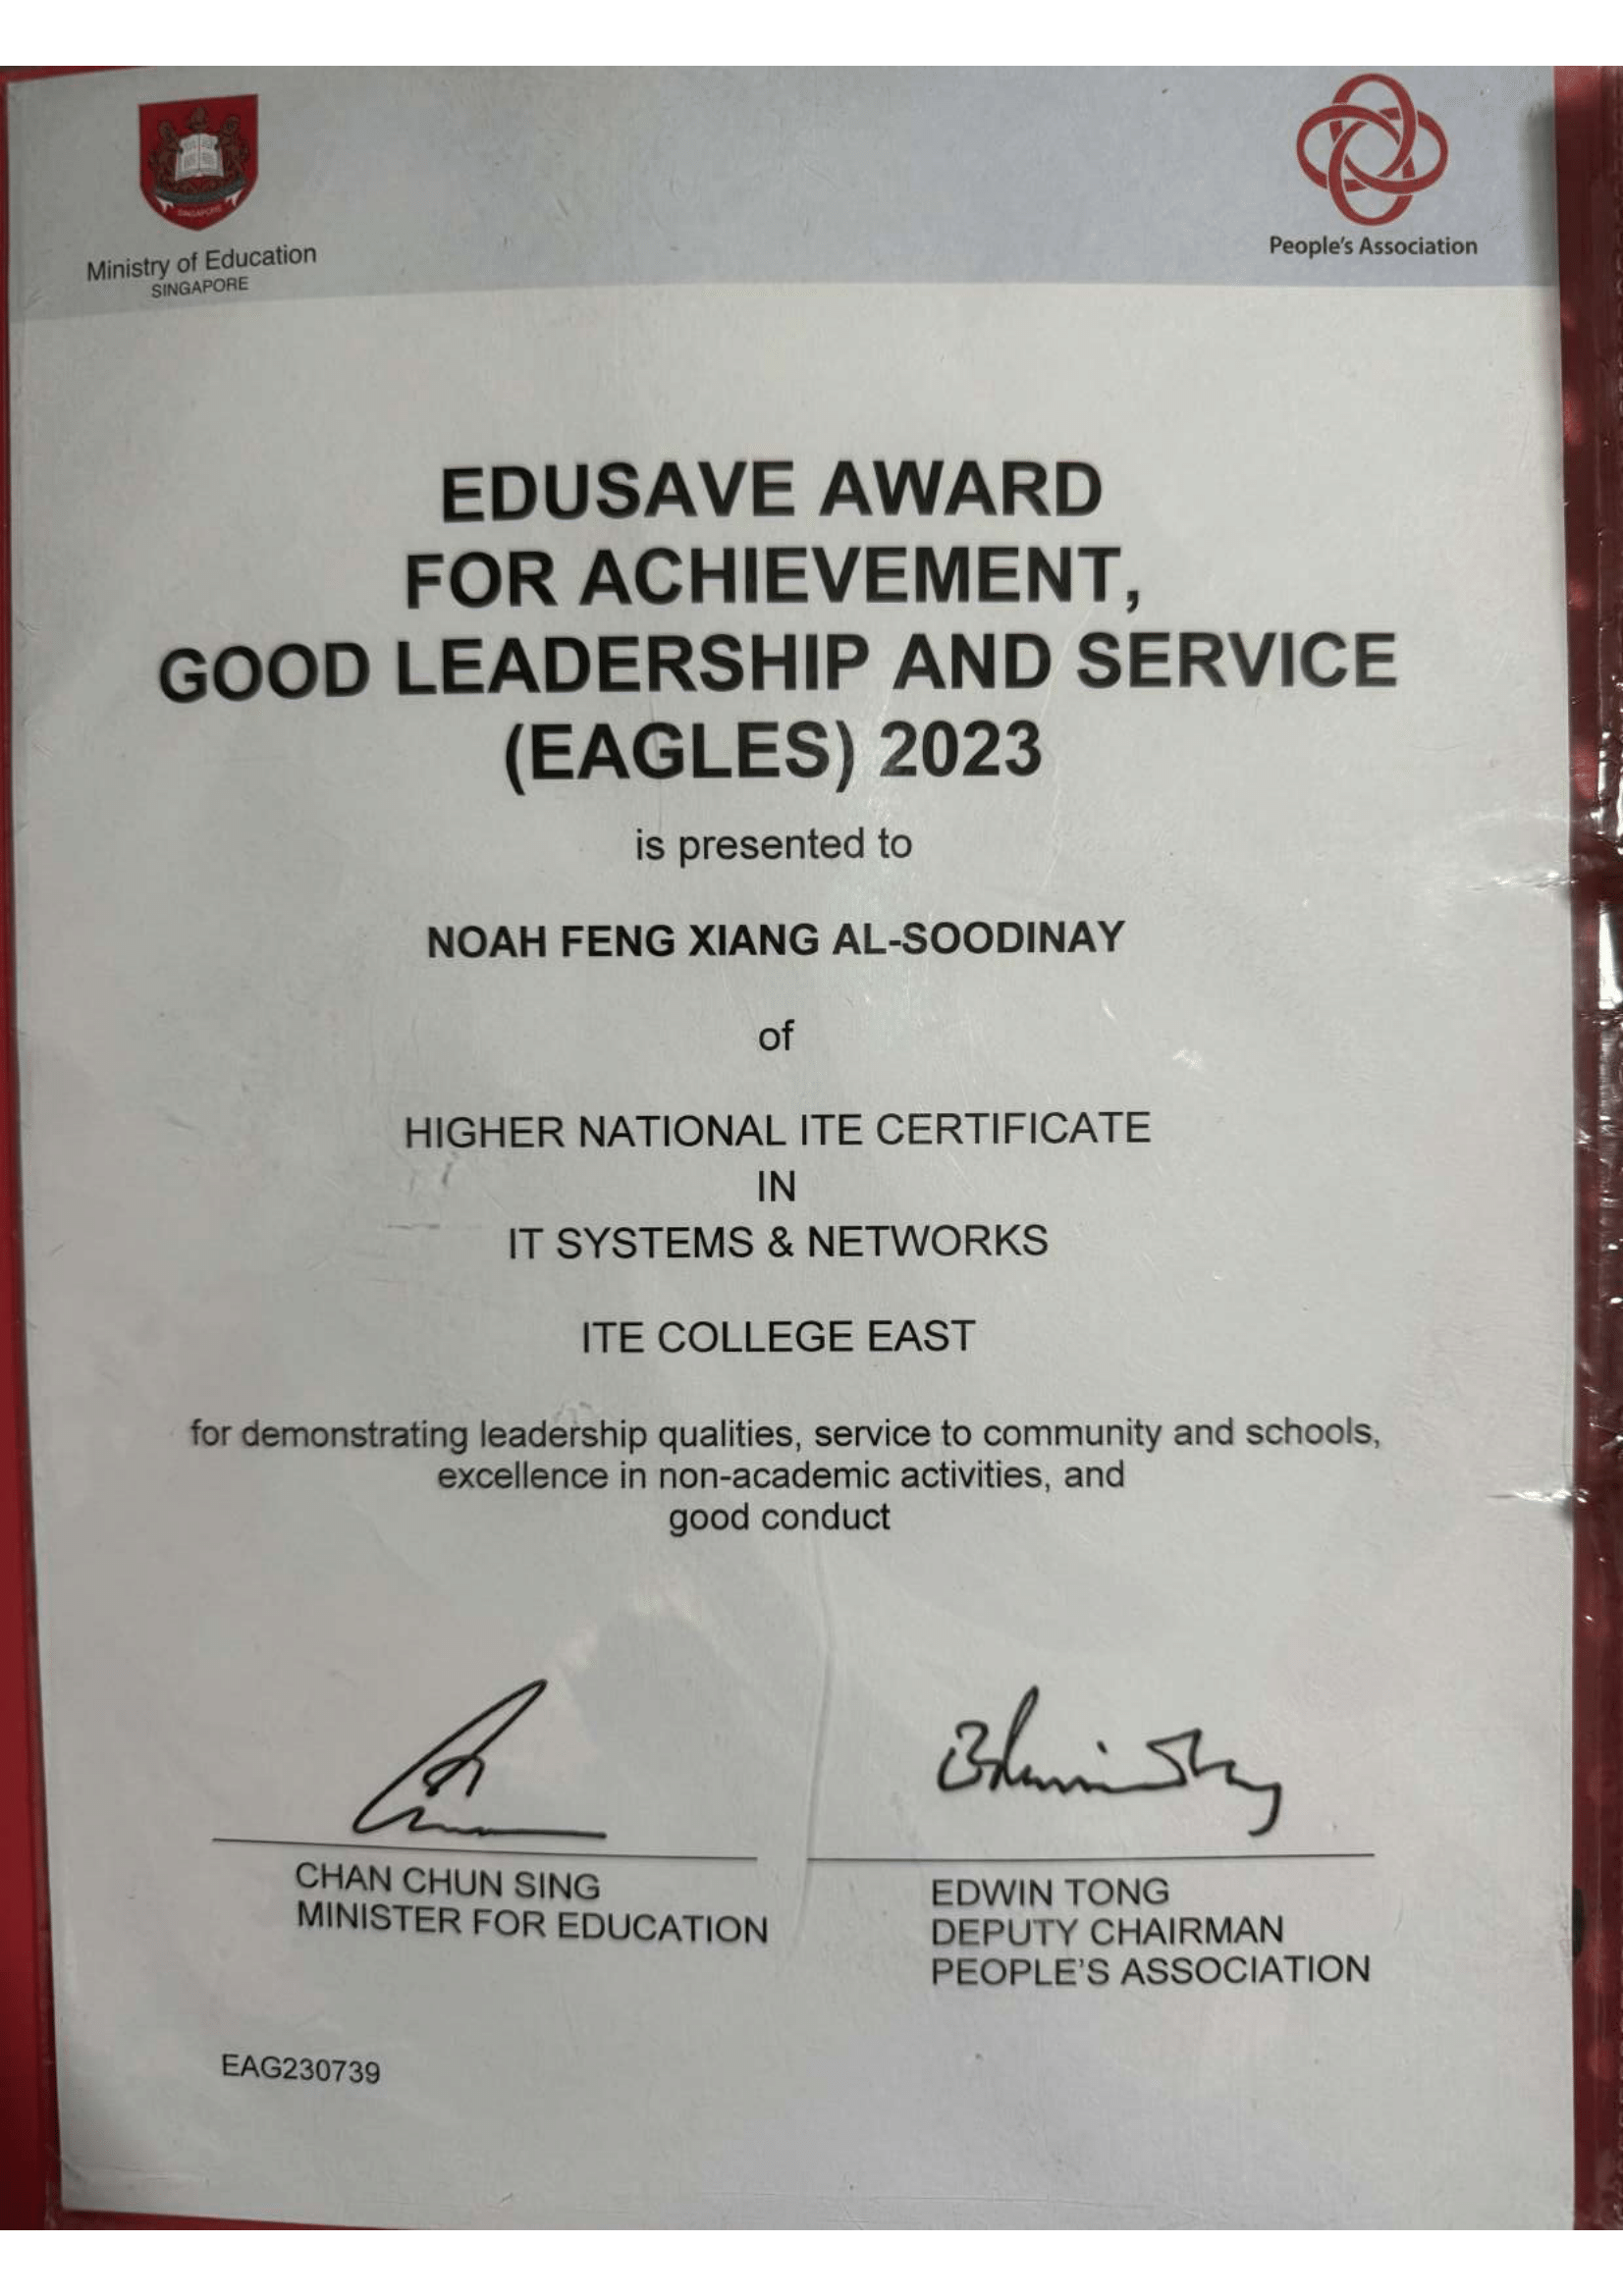 Ministry of Education
SINGAPORE
People's Association
EDUSAVE AWARD
FOR ACHIEVEMENT,
GOOD LEADERSHIP AND SERVICE
(EAGLES) 2023
is presented to
NOAH FENG XIANG AL-SOODINAY
of
HIGHER NATIONAL ITE CERTIFICATE
IN
IT SYSTEMS & NETWORKS
ITE COLLEGE EAST
for demonstrating leadership qualities, service to community and schools,
excellence in non-academic activities, and
good conduct
CHAN CHUN SING
MINISTER FOR EDUCATION
EDWIN TONG
DEPUTY CHAIRMAN
PEOPLE'S ASSOCIATION
EAG230739